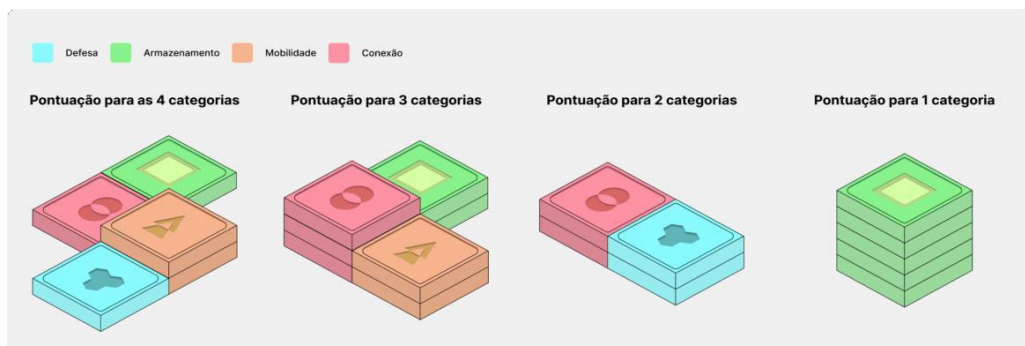 Defesa Armazenamento Mobilidade Conexão
Pontuação para as 4 categorias Pontuação para 3 categorias Pontuação para 2 categorias Pontuação para 1 categoria